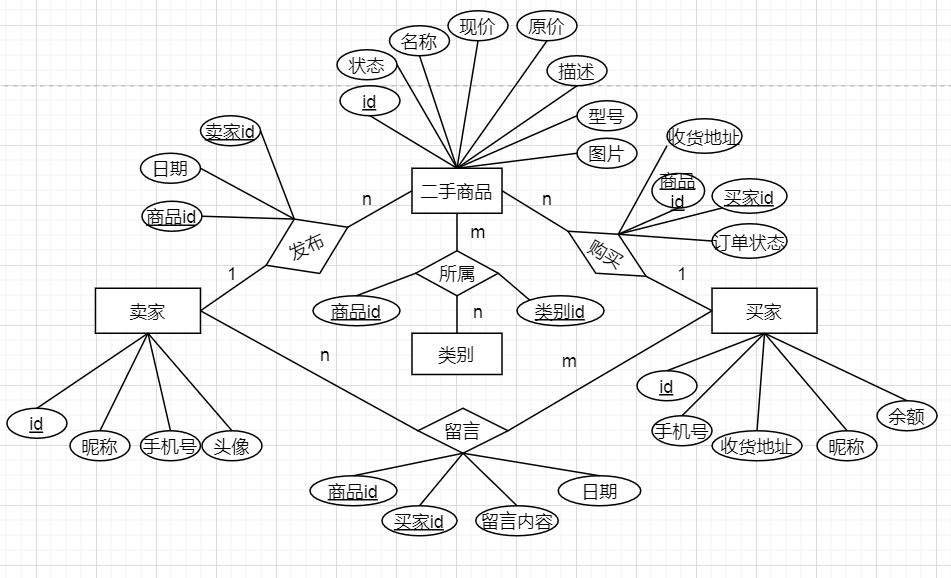 现价
原价
名称
状态
描述
id
型号
卖家id
收货地址
图片
日期
商品
id
二手商品
买家id
n
n
商品id
m
订单状态
发布
购买
1
所属
1
卖家
商品id
n
类别id
买家
n
类别
m
id
余额
id
昵称
手机号
头像
留言
手机号
收货地址
昵称
商品id
日期
买家id
留言内容